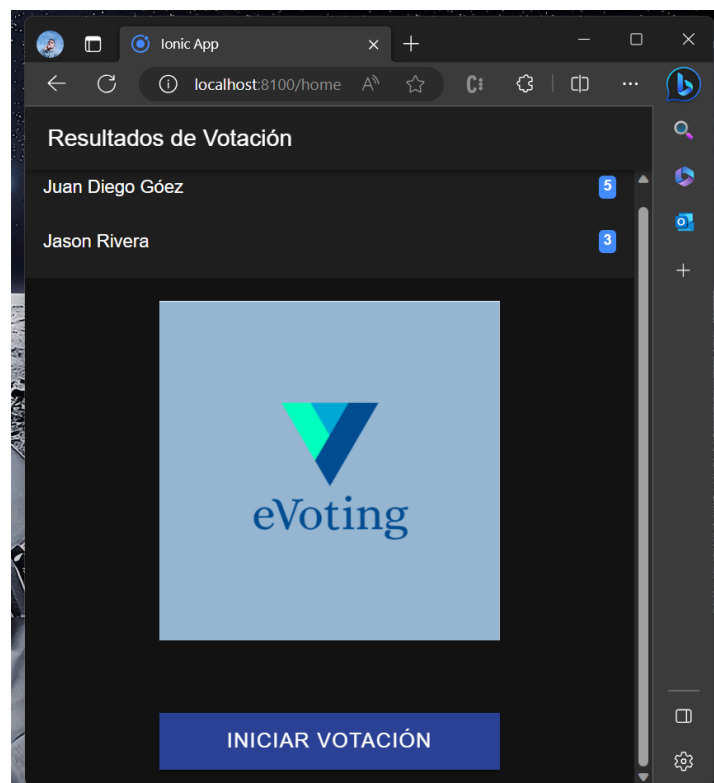 Ionic App
localhost:8100/home
Resultados de Votación
Juan Diego Góez 5
Jason Rivera 3
eVoting
INICIAR VOTACIÓN